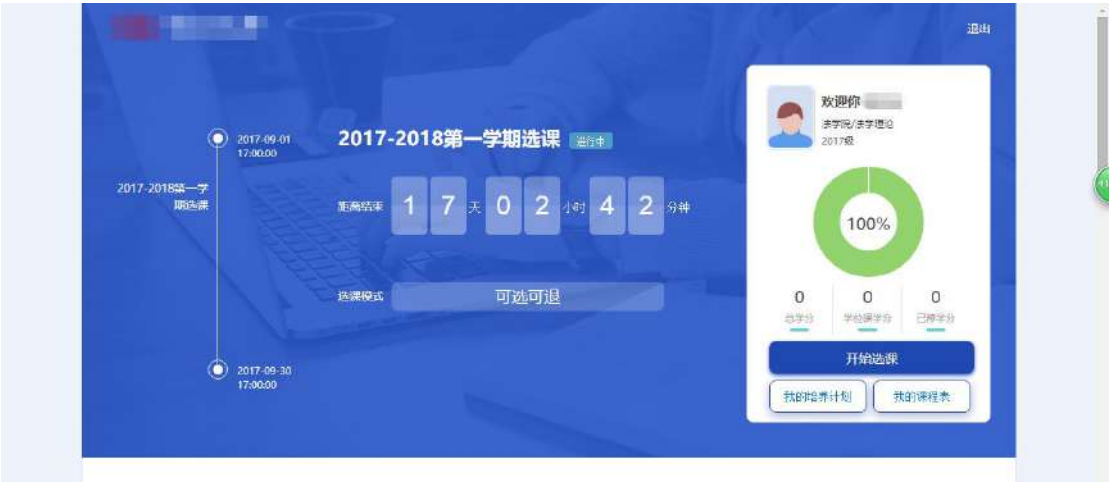 退出
欢迎你
法学院/法学理论
2017级
2017-09-01
17:00:00
2017-2018第一学期选课 进行中
2017-2018第一学
期选课
距离结束 1 7 天 0 2 小时 4 2 分钟
100%
选课模式 可选可退
0 0 0
总学分 学位课学分 已修学分
开始选课
2017-09-30
17:00:00
我的培养计划 我的课程表